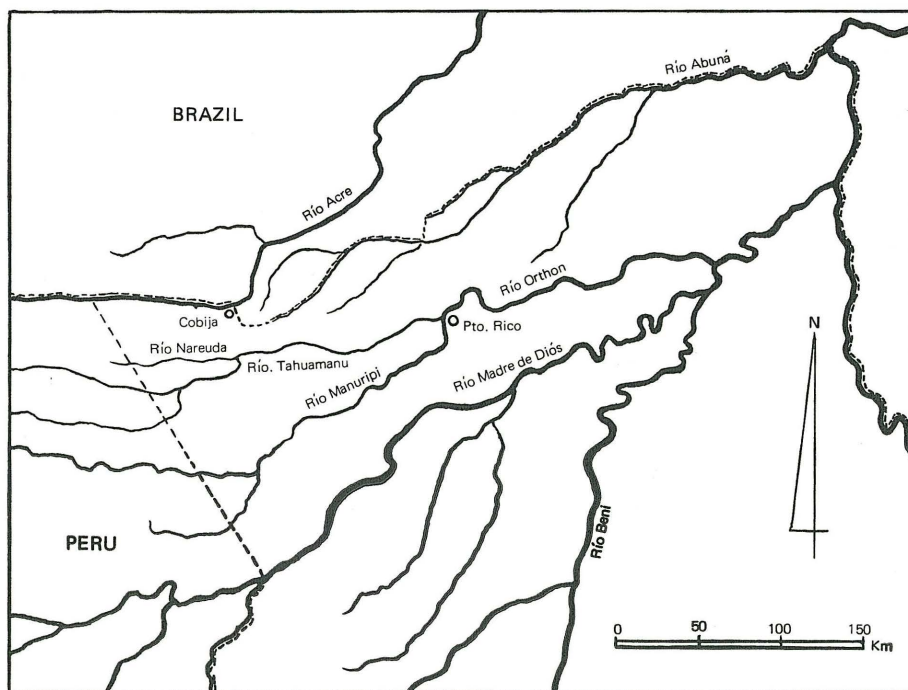 Río Abuná
BRAZIL
Río Acre
Río Orthon
Cobija
Pto. Rico
N
Río Nareuda
Río. Tahuamanu
Río Manuripi
Río Madre de Diós
PERU
Río Beni
0 50 100 150
Km